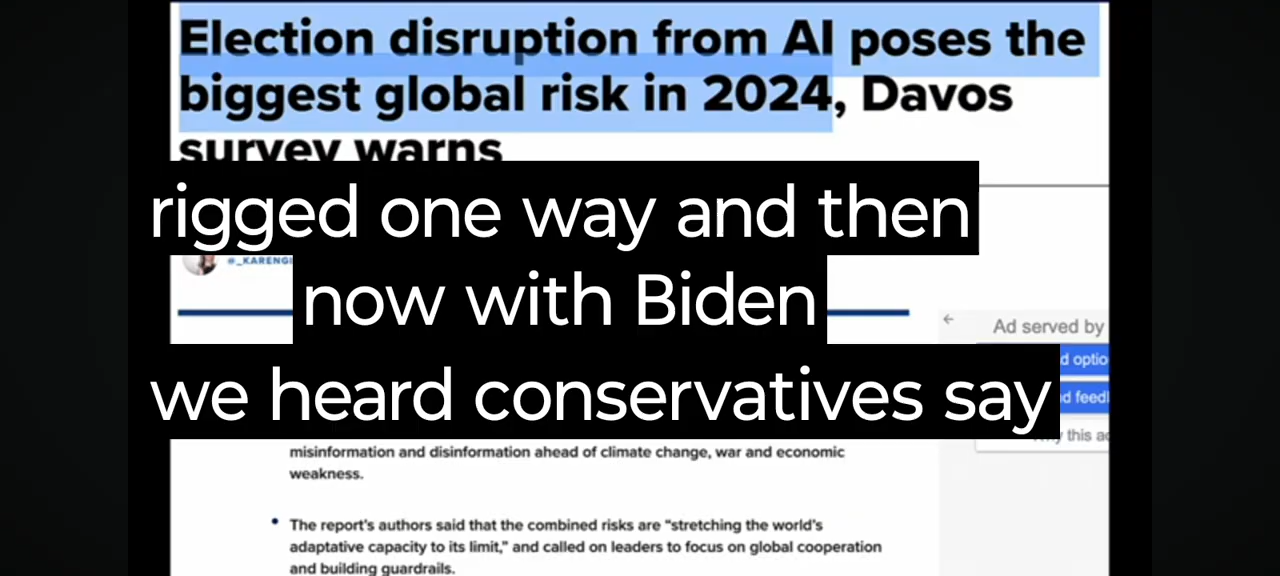 Election disruption from AI poses the
biggest global risk in 2024, Davos
survey warns
rigged one way and then
@_KARENGI
now with Biden
Ad served by
we heard conservatives say
misinformation and disinformation ahead of climate change, war and economic
weakness.
this ad
The report's authors said that the combined risks are “stretching the world's
adaptative capacity to its limit,” and called on leaders to focus on global cooperation
and building guardrails.